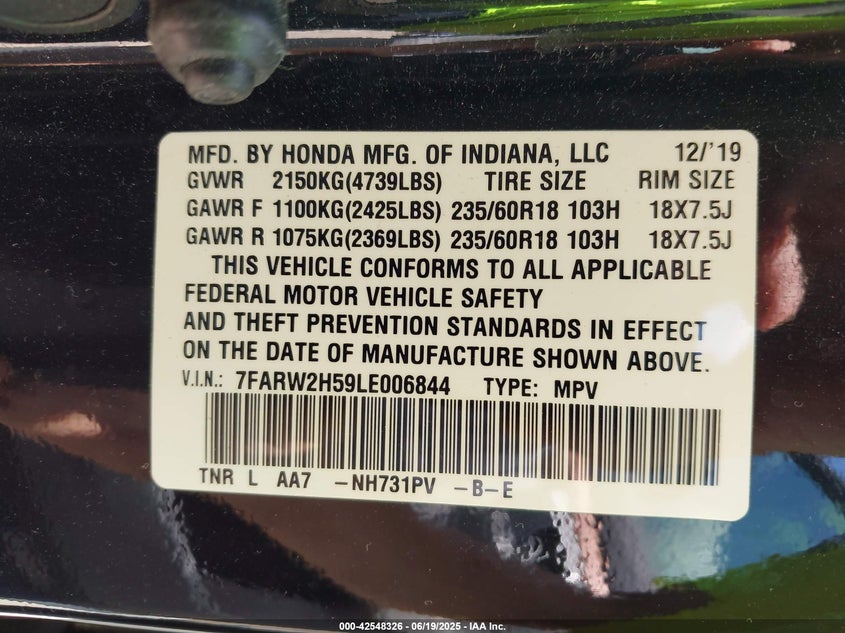 MFD. BY HONDA MFG. OF INDIANA, LLC 12/'19
GVWR 2150KG(4739LBS) TIRE SIZE RIM SIZE
GAWR F 1100KG(2425LBS) 235/60R18 103H 18X7.5J
GAWR R 1075KG(2369LBS) 235/60R18 103H 18X7.5J
THIS VEHICLE CONFORMS TO ALL APPLICABLE
FEDERAL MOTOR VEHICLE SAFETY
AND THEFT PREVENTION STANDARDS IN EFFECT
ON THE DATE OF MANUFACTURE SHOWN ABOVE.
V.I.N.: 7FARW2H59LE006844 TYPE: MPV
TNR L AA7 -NH731PV -B-E
000-42548326 - 06/19/2025 - IAA Inc.